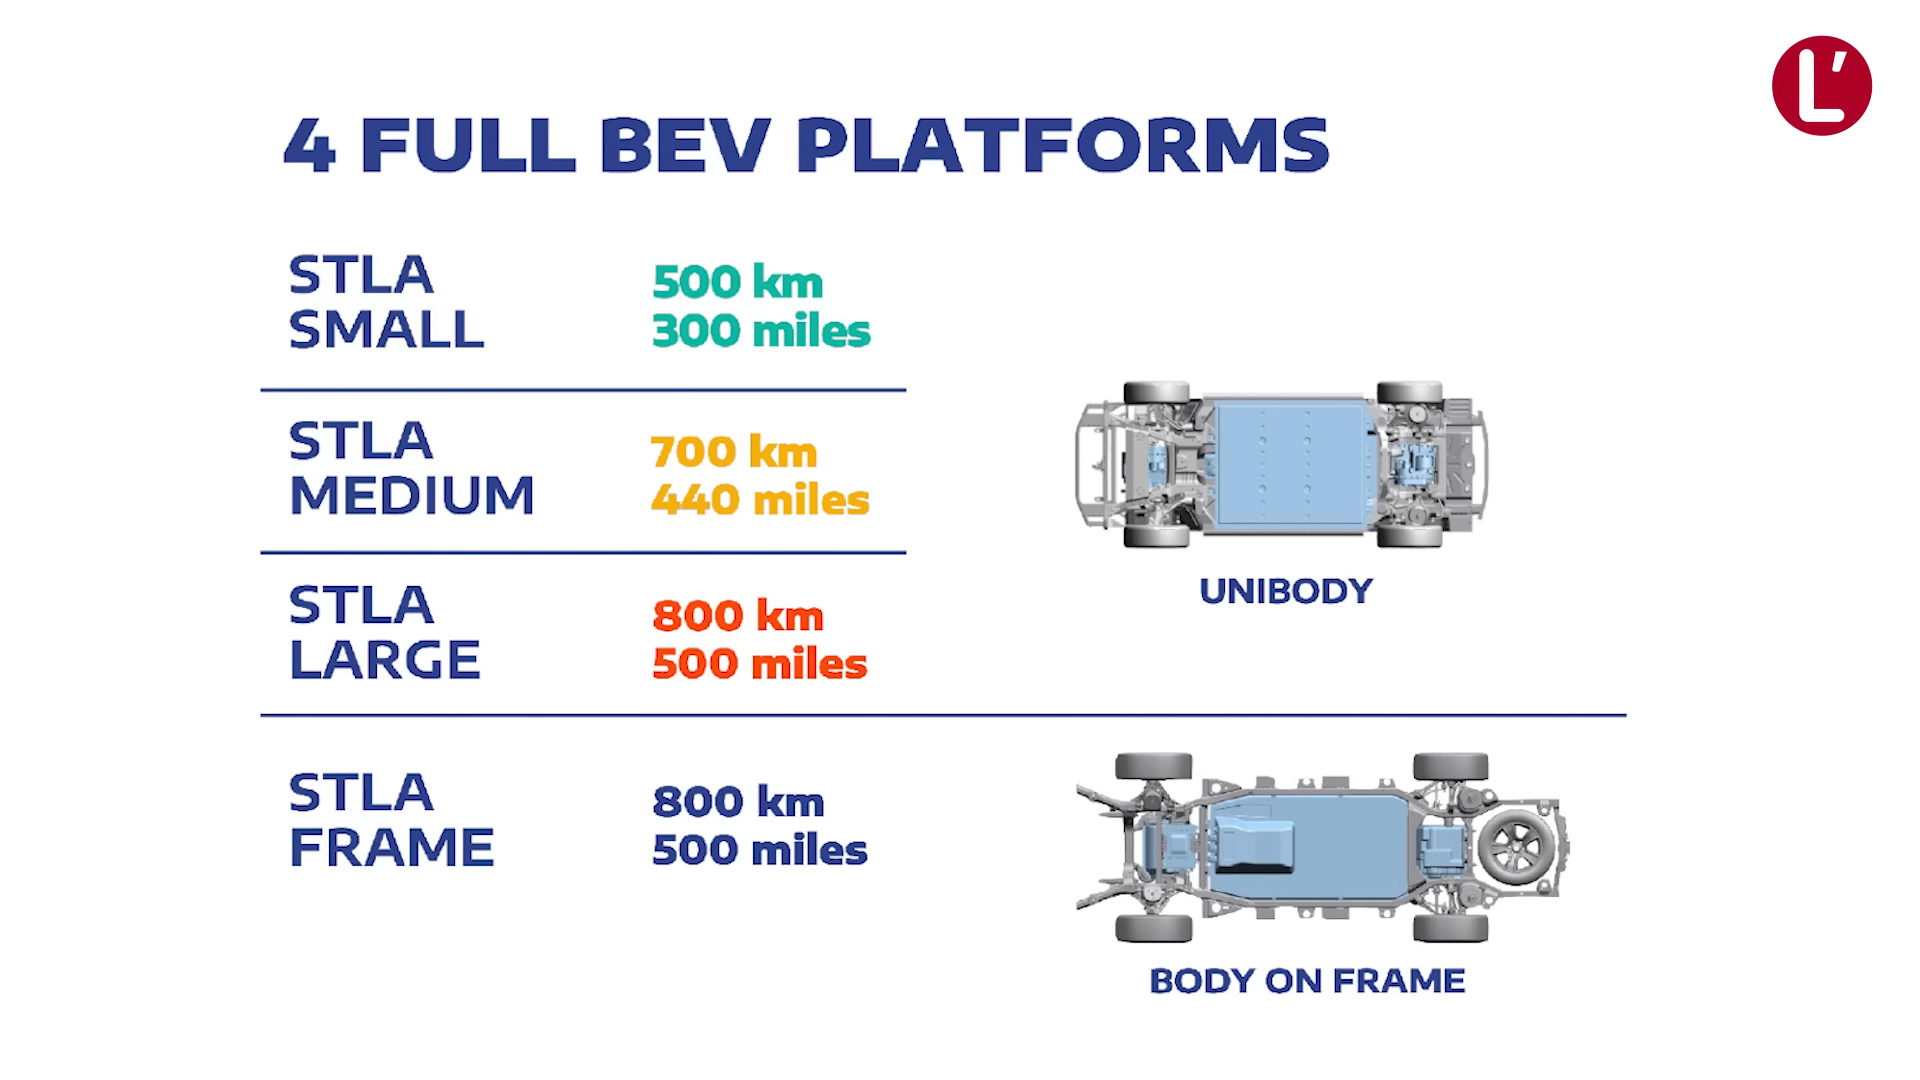 L'
4 FULL BEV PLATFORMS
STLA
SMALL
500 km
300 miles
STLA
MEDIUM
700 km
440 miles
STLA
LARGE
800 km
500 miles
UNIBODY
STLA
FRAME
800 km
500 miles
BODY ON FRAME